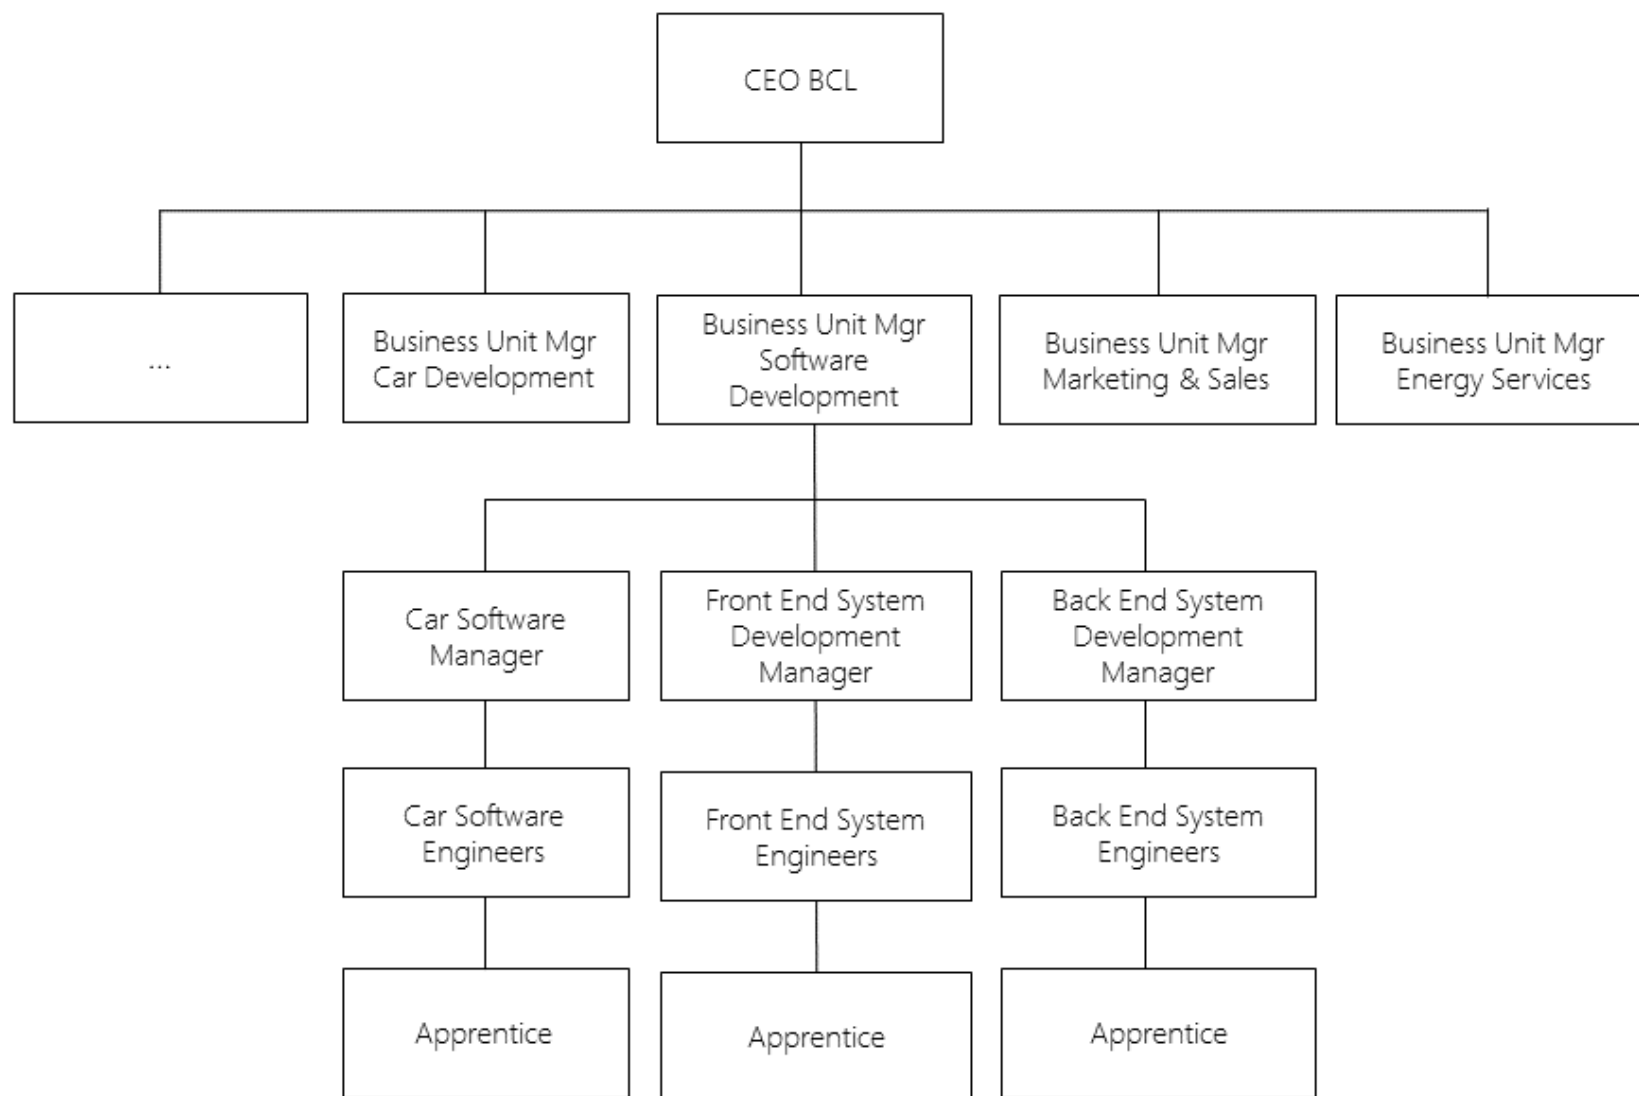 CEO BCL
...
Business Unit Mgr
Car Development
Business Unit Mgr
Software
Development
Business Unit Mgr
Marketing & Sales
Business Unit Mgr
Energy Services
Car Software
Manager
Front End System
Development
Manager
Back End System
Development
Manager
Car Software
Engineers
Front End System
Engineers
Back End System
Engineers
Apprentice
Apprentice
Apprentice